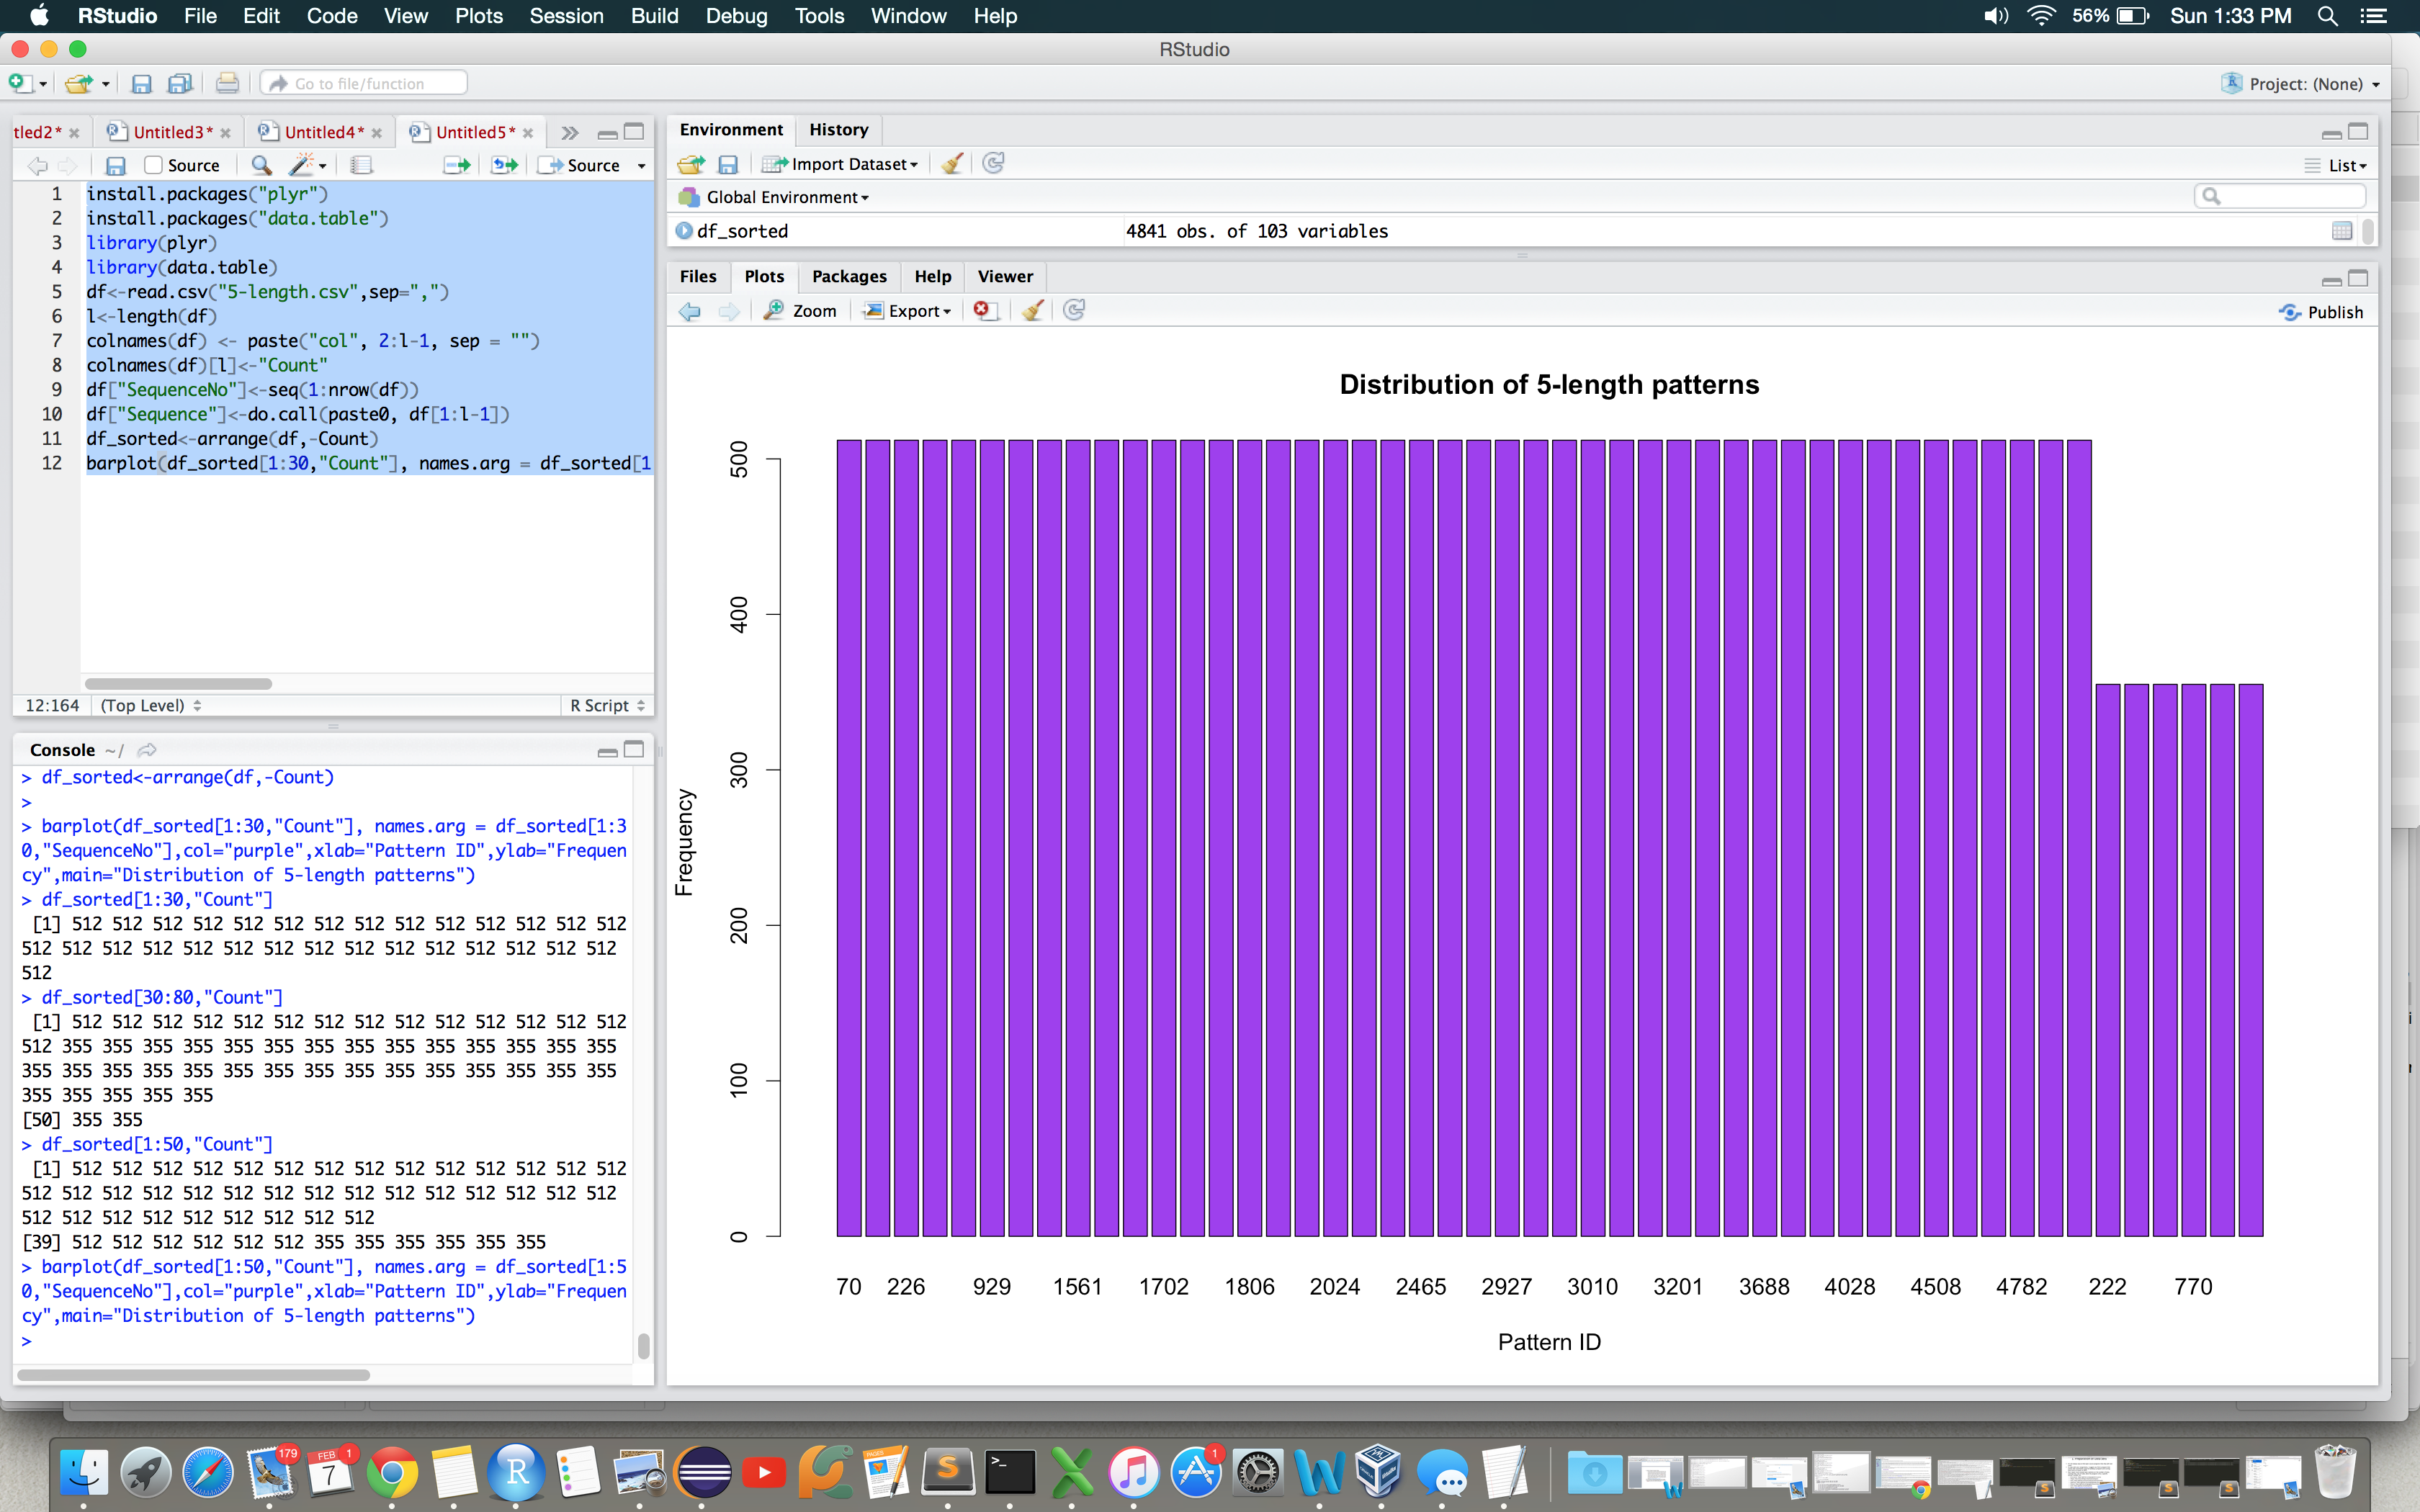 RStudio File Edit Code View Plots Session Build Debug Tools Window Help 56% Sun 1:33 PM
RStudio
Go to file/function
Project: (None)
tled2* Untitled3* Untitled4* Untitled5*
Source Source
1 install.packages("plyr")
2 install.packages("data.table")
3 library(plyr)
4 library(data.table)
5 df<-read.csv("5-length.csv",sep=",")
6 l<-length(df)
7 colnames(df) <- paste("col", 2:l-1, sep = "")
8 colnames(df)[l]<-"Count"
9 df["SequenceNo"]<-seq(1:nrow(df))
10 df["Sequence"]<-do.call(paste0, df[1:l-1])
11 df_sorted<-arrange(df,-Count)
12 barplot(df_sorted[1:30,"Count"], names.arg = df_sorted[1
12:164 (Top Level) R Script
Console ~/
> df_sorted<-arrange(df,-Count)
>
> barplot(df_sorted[1:30,"Count"], names.arg = df_sorted[1:3
0,"SequenceNo"],col="purple",xlab="Pattern ID",ylab="Frequen
cy",main="Distribution of 5-length patterns")
> df_sorted[1:30,"Count"]
[1] 512 512 512 512 512 512 512 512 512 512 512 512 512 512
512 512 512 512 512 512 512 512 512 512 512 512 512 512 512
512
> df_sorted[30:80,"Count"]
[1] 512 512 512 512 512 512 512 512 512 512 512 512 512 512
512 355 355 355 355 355 355 355 355 355 355 355 355 355 355
355 355 355 355 355 355 355 355 355 355 355 355 355 355 355
355 355 355 355 355
[50] 355 355
> df_sorted[1:50,"Count"]
[1] 512 512 512 512 512 512 512 512 512 512 512 512 512 512
512 512 512 512 512 512 512 512 512 512 512 512 512 512 512
512 512 512 512 512 512 512 512 512
[39] 512 512 512 512 512 512 355 355 355 355 355 355
> barplot(df_sorted[1:50,"Count"], names.arg = df_sorted[1:5
0,"SequenceNo"],col="purple",xlab="Pattern ID",ylab="Frequen
cy",main="Distribution of 5-length patterns")
>
Environment History
Import Dataset List
Global Environment
df_sorted 4841 obs. of 103 variables
Files Plots Packages Help Viewer
Zoom Export Publish
Distribution of 5-length patterns
500
400
300
200
100
0
Frequency
70 226 929 1561 1702 1806 2024 2465 2927 3010 3201 3688 4028 4508 4782 222 770
Pattern ID
179 FEB 7 1 R PAGES S >_ 1